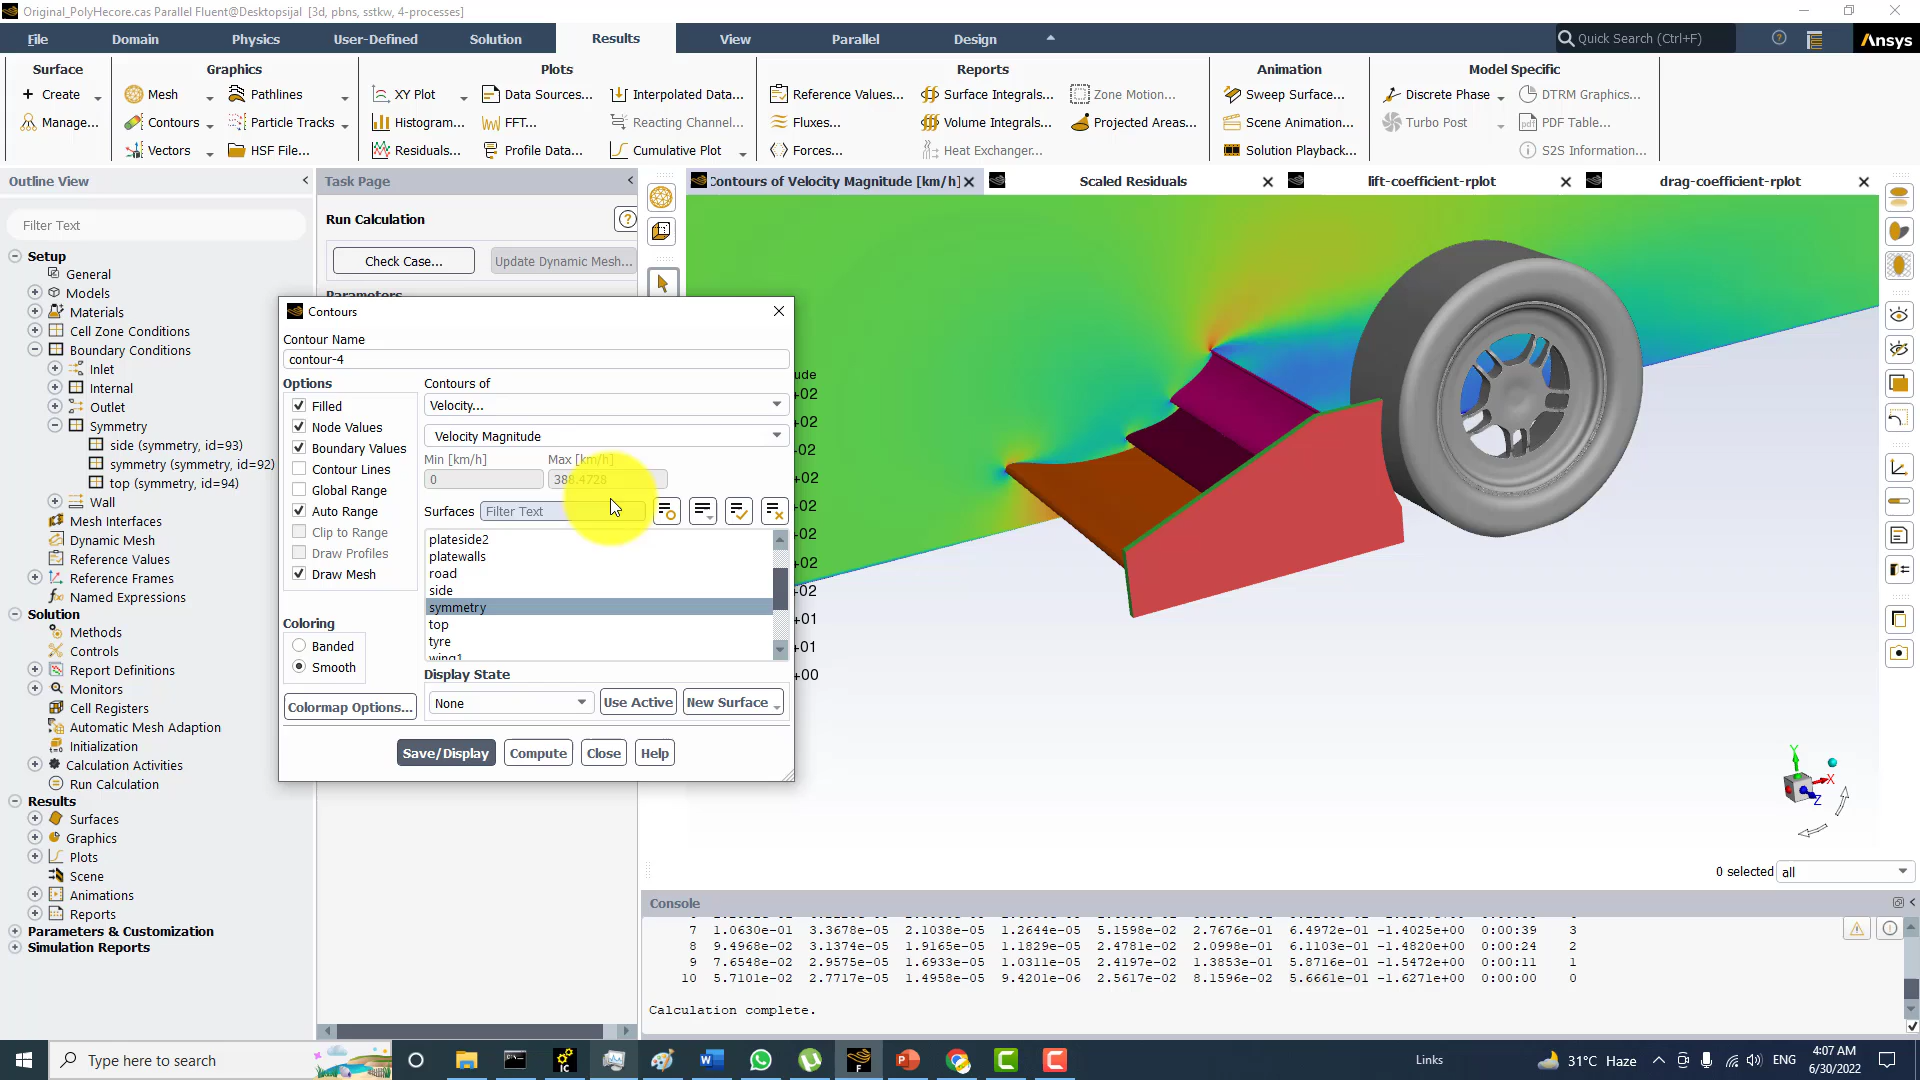 Original_PolyHecore.cas Parallel Fluent@Desktopsijal [3d, pbns, sstkw, 4-processes]
File Domain Physics User-Defined Solution Results View Parallel Design Quick Search (Ctrl+F) Ansys
Surface Graphics Plots Reports Animation Model Specific
Create Mesh Pathlines XY Plot Data Sources... Interpolated Data... Reference Values... Surface Integrals... Zone Motion... Sweep Surface... Discrete Phase DTRM Graphics...
Manage... Contours Particle Tracks Histogram... FFT... Reacting Channel... Fluxes... Volume Integrals... Projected Areas... Scene Animation... Turbo Post PDF Table...
Vectors HSF File... Residuals... Profile Data... Cumulative Plot Forces... Heat Exchanger... Solution Playback... S2S Information...
Outline View
Filter Text
Setup
General
Models
Materials
Cell Zone Conditions
Boundary Conditions
Inlet
Internal
Outlet
Symmetry
side (symmetry, id=93)
symmetry (symmetry, id=92)
top (symmetry, id=94)
Wall
Mesh Interfaces
Dynamic Mesh
Reference Values
Reference Frames
Named Expressions
Solution
Methods
Controls
Report Definitions
Monitors
Cell Registers
Automatic Mesh Adaption
Initialization
Calculation Activities
Run Calculation
Results
Surfaces
Graphics
Plots
Scene
Animations
Reports
Parameters & Customization
Simulation Reports
Task Page
Run Calculation
Check Case... Update Dynamic Mesh...
Parameters
Contours
Contour Name
contour-4
Options
Filled
Node Values
Boundary Values
Contour Lines
Global Range
Auto Range
Clip to Range
Draw Profiles
Draw Mesh
Coloring
Banded
Smooth
Colormap Options...
Contours of
Velocity...
Velocity Magnitude
Min [km/h] Max [km/h]
0 388.4728
Surfaces Filter Text
plateside2
platewalls
road
side
symmetry
top
tyre
wing1
Display State
None Use Active New Surface
Save/Display Compute Close Help
Contours of Velocity Magnitude [km/h] Scaled Residuals lift-coefficient-rplot drag-coefficient-rplot
ude
+02
+02
+02
+02
+02
+02
+01
+01
+00
Y
X
Z
0 selected all
Console
7 1.0630e-01 3.3678e-05 2.1038e-05 1.2644e-05 5.1598e-02 2.7676e-01 6.4972e-01 -1.4025e+00 0:00:39 3
8 9.4968e-02 3.1374e-05 1.9165e-05 1.1829e-05 2.4781e-02 2.0998e-01 6.1103e-01 -1.4820e+00 0:00:24 2
9 7.6548e-02 2.9575e-05 1.6933e-05 1.0311e-05 2.4197e-02 1.3853e-01 5.8716e-01 -1.5472e+00 0:00:11 1
10 5.7101e-02 2.7717e-05 1.4958e-05 9.4201e-06 2.5617e-02 8.1596e-02 5.6661e-01 -1.6271e+00 0:00:00 0
Calculation complete.
Type here to search
Links
31°C Haze
ENG
4:07 AM
6/30/2022